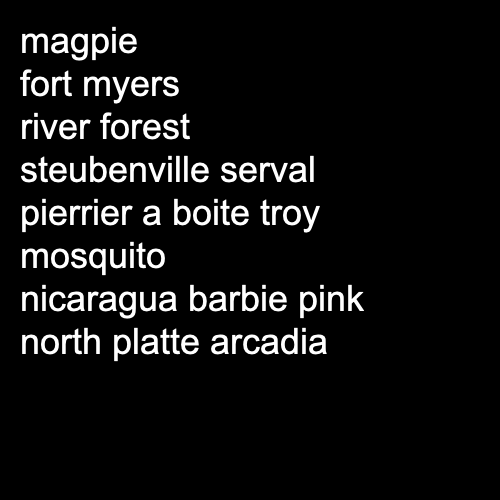 magpie
fort myers
river forest
steubenville serval
pierrier a boite troy
mosquito
nicaragua barbie pink
north platte arcadia